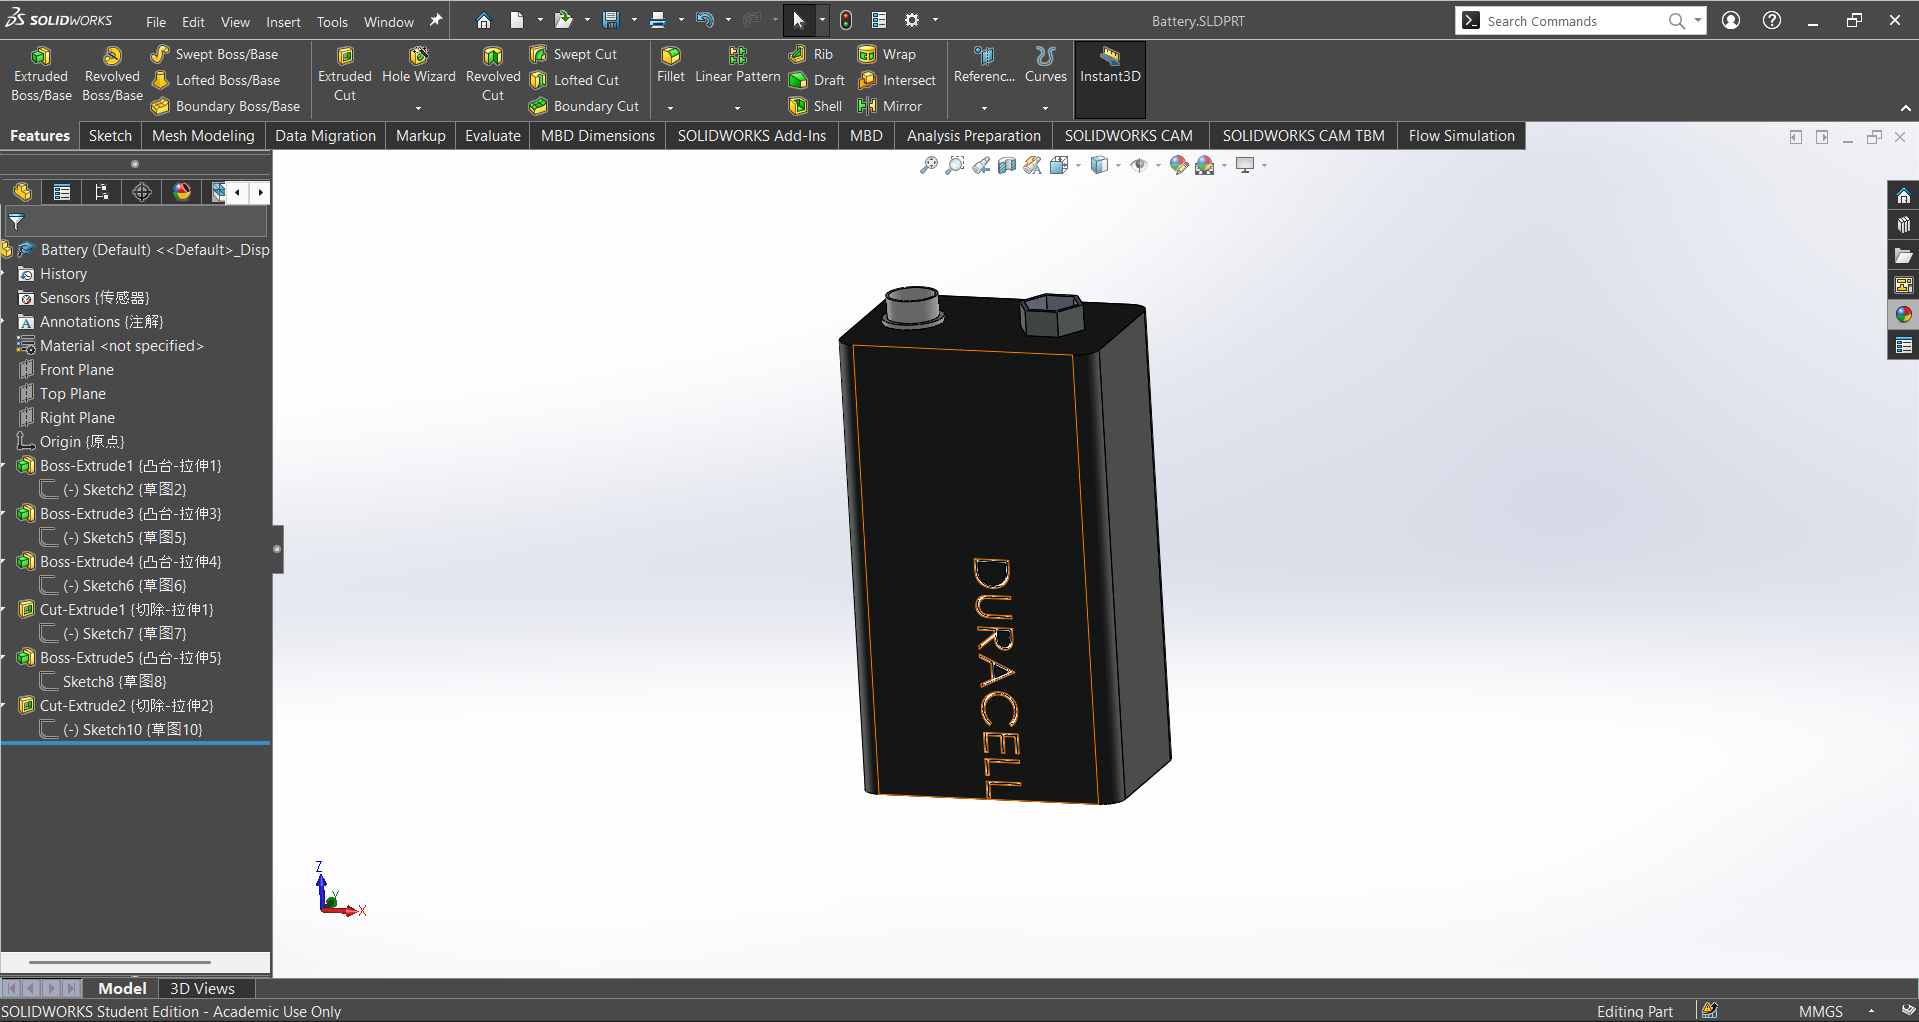 SOLIDWORKS File Edit View Insert Tools Window Battery.SLDPRT Search Commands
Extruded Boss/Base
Revolved Boss/Base
Swept Boss/Base
Lofted Boss/Base
Boundary Boss/Base
Extruded Cut
Hole Wizard
Revolved Cut
Swept Cut
Lofted Cut
Boundary Cut
Fillet
Linear Pattern
Rib
Draft
Shell
Wrap
Intersect
Mirror
Referenc...
Curves
Instant3D
Features Sketch Mesh Modeling Data Migration Markup Evaluate MBD Dimensions SOLIDWORKS Add-Ins MBD Analysis Preparation SOLIDWORKS CAM SOLIDWORKS CAM TBM Flow Simulation
Battery (Default) <<Default>_Disp
History
Sensors {传感器}
Annotations {注解}
Material <not specified>
Front Plane
Top Plane
Right Plane
Origin {原点}
Boss-Extrude1 {凸台-拉伸1}
(-) Sketch2 {草图2}
Boss-Extrude3 {凸台-拉伸3}
(-) Sketch5 {草图5}
Boss-Extrude4 {凸台-拉伸4}
(-) Sketch6 {草图6}
Cut-Extrude1 {切除-拉伸1}
(-) Sketch7 {草图7}
Boss-Extrude5 {凸台-拉伸5}
Sketch8 {草图8}
Cut-Extrude2 {切除-拉伸2}
(-) Sketch10 {草图10}
DURACELL
Z
Y
X
Model 3D Views
SOLIDWORKS Student Edition - Academic Use Only Editing Part MMGS